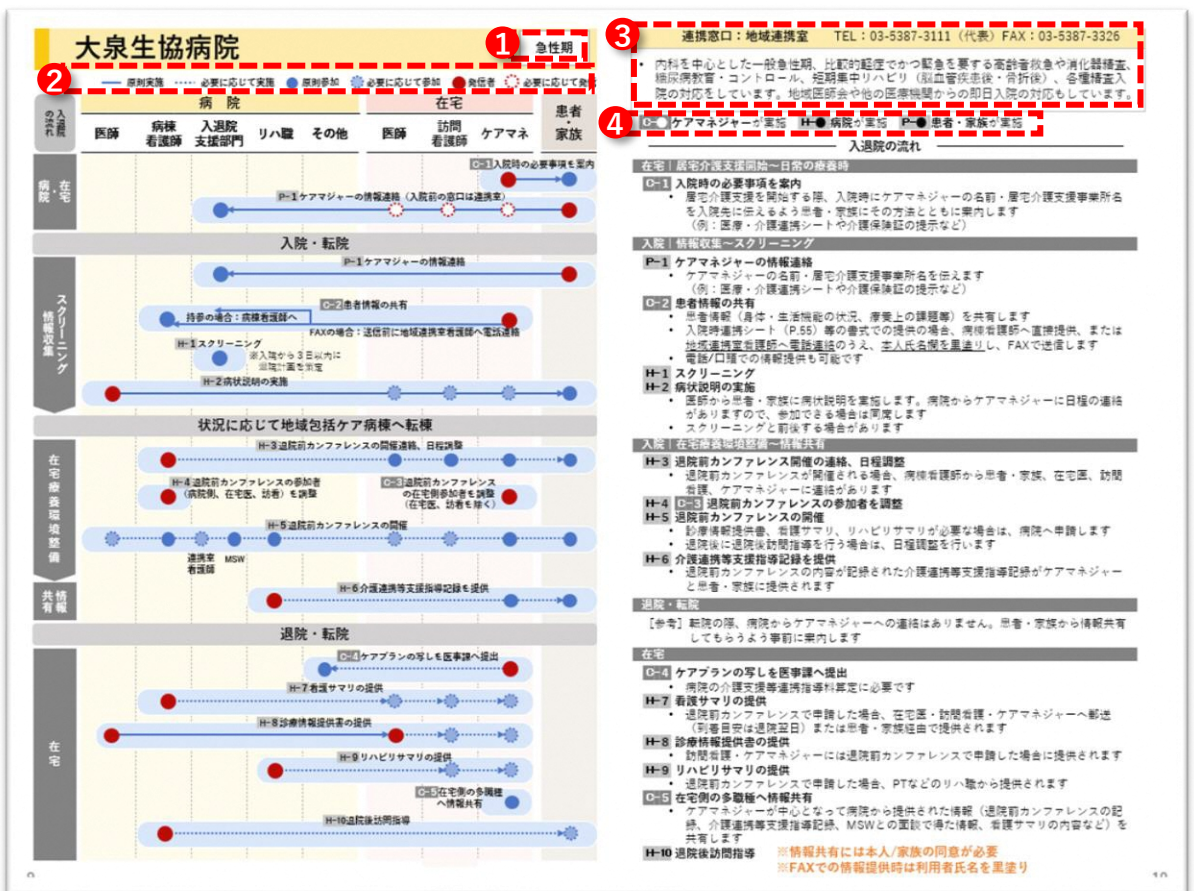 大泉生協病院
1
急性期
2
原則実施 必要に応じて実施 原則参加 必要に応じて参加 発信者 必要に応じて発
入退院の流れ
病 院
在宅
患者・家族
医師
病棟看護師
入退院支援部門
リハ職
その他
医師
訪問看護師
ケアマネ
在宅・病院
C-1入院時の必要事項を案内
P-1ケアマジャーの情報連絡（入院前の窓口は連携室）
入院・転院
スクリーニング
情報収集
P-1ケアマジャーの情報連絡
C-2患者情報の共有
持参の場合：病棟看護師へ
FAXの場合：送信前に地域連携室看護師へ電話連絡
H-1スクリーニング
※入院から3日以内に
H-2病状説明の実施
状況に応じて地域包括ケア病棟へ転棟
在宅療養環境整備
H-3退院前カンファレンスの開催連絡、日程調整
H-4退院前カンファレンスの参加者
（病院側、在宅医、訪看）を調整
C-3退院前カンファレンス
の在宅側参加者を調整
（在宅医、訪看を除く）
H-5退院前カンファレンスの開催
連携室看護師
MSW
情報共有
H-6介護連携等支援指導記録を提供
退院・転院
在宅
C-4ケアプランの写しを医事課へ提出
H-7看護サマリの提供
H-8診療情報提供書の提供
H-9リハビリサマリの提供
C-5在宅側の多職種
へ情報共有
H-10退院後訪問指導
9
3
連携窓口：地域連携室 TEL：03-5387-3111（代表）FAX：03-5387-3326
• 内科を中心とした一般急性期、比較的軽症でかつ緊急を要する高齢者救急や消化器精査、
糖尿病教育・コントロール、短期集中リハビリ（脳血管疾患後・骨折後）、各種精査入
院の対応をしています。地域医師会や他の医療機関からの即日入院の対応もしています。
4
C-● ケアマネジャーが実施 H-● 病院が実施 P-● 患者・家族が実施
入退院の流れ
在宅｜居宅介護支援開始～日常の療養時
C-1 入院時の必要事項を案内
• 居宅介護支援を開始する際、入院時にケアマネジャーの名前・居宅介護支援事業所名
を入院先に伝えるよう患者・家族にその方法とともに案内します
（例：医療・介護連携シートや介護保険証の提示など）
入院｜情報収集～スクリーニング
P-1 ケアマネジャーの情報連絡
• ケアマネジャーの名前・居宅介護支援事業所名を伝えます
（例：医療・介護連携シートや介護保険証の提示など）
C-2 患者情報の共有
• 患者情報（身体・生活機能の状況、療養上の課題等）を共有します
• 入院時連携シート（P.55）等の書式での提供の場合、病棟看護師へ直接提供、または
地域連携室看護師へ電話連絡のうえ、本人氏名欄を黒塗りし、FAXで送信します
• 電話/口頭での情報提供も可能です
H-1 スクリーニング
H-2 病状説明の実施
• 医師から患者・家族に病状説明を実施します。病院からケアマネジャーに日程の連絡
がありますので、参加できる場合は同席します
• スクリーニングと前後する場合があります
入院｜在宅療養環境整備～情報共有
H-3 退院前カンファレンス開催の連絡、日程調整
• 退院前カンファレンスが開催される場合、病棟看護師から患者・家族、在宅医、訪問
看護、ケアマネジャーに連絡があります
H-4 C-3 退院前カンファレンスの参加者を調整
H-5 退院前カンファレンスの開催
• 診療情報提供書、看護サマリ、リハビリサマリが必要な場合は、病院へ申請します
• 退院後に退院後訪問指導を行う場合は、日程調整を行います
H-6 介護連携等支援指導記録を提供
• 退院前カンファレンスの内容が記録された介護連携等支援指導記録がケアマネジャー
と患者・家族に提供されます
退院・転院
［参考］転院の際、病院からケアマネジャーへの連絡はありません。患者・家族から情報共有
してもらうよう事前に案内します
在宅
C-4 ケアプランの写しを医事課へ提出
• 病院の介護支援等連携指導料算定に必要です
H-7 看護サマリの提供
• 退院前カンファレンスで申請した場合、在宅医・訪問看護・ケアマネジャーへ郵送
（到着目安は退院翌日）または患者・家族経由で提供されます
H-8 診療情報提供書の提供
• 訪問看護・ケアマネジャーには退院前カンファレンスで申請した場合に提供されます
H-9 リハビリサマリの提供
• 退院前カンファレンスで申請した場合、PTなどのリハ職から提供されます
C-5 在宅側の多職種へ情報共有
• ケアマネジャーが中心となって病院から提供された情報（退院前カンファレンスの記
録、介護連携等支援指導記録、MSWとの面談で得た情報、看護サマリの内容など）を
共有します
H-10 退院後訪問指導
※情報共有には本人/家族の同意が必要
※FAXでの情報提供時は利用者氏名を黒塗り
10